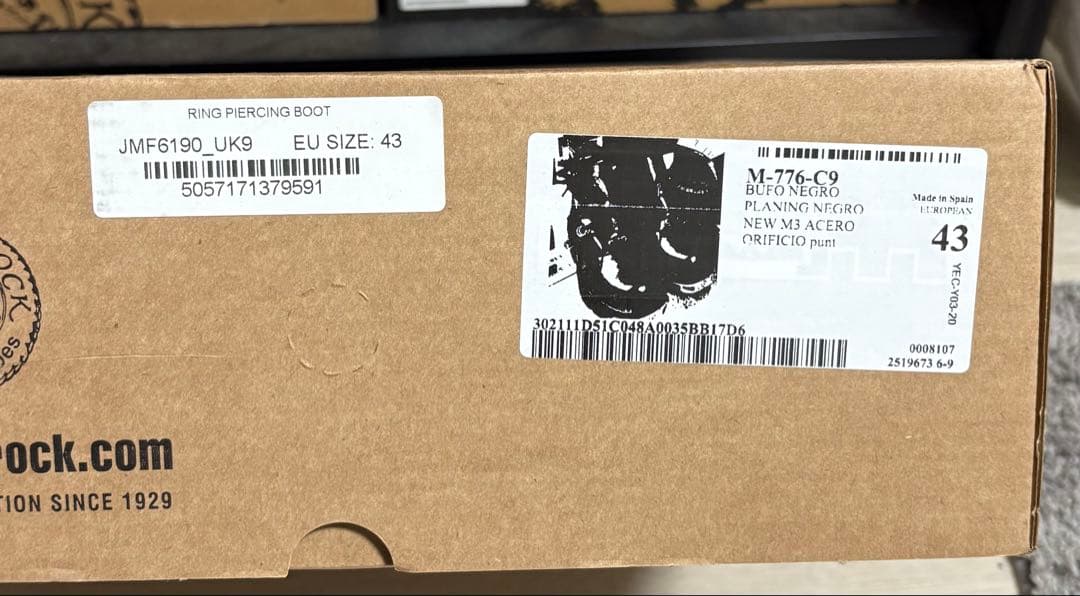 RING PIERCING BOOT
JMF6190_UK9 EU SIZE: 43
5057171379591
M-776-C9
BUFO NEGRO
PLANING NEGRO
NEW M3 ACERO
ORIFICIO punt
Made in Spain
EUROPEAN
43
YEC-Y03-20
302111D51C048A0035BB17D6
0008107
2519673 6-9
OCK
ock.com
TION SINCE 1929